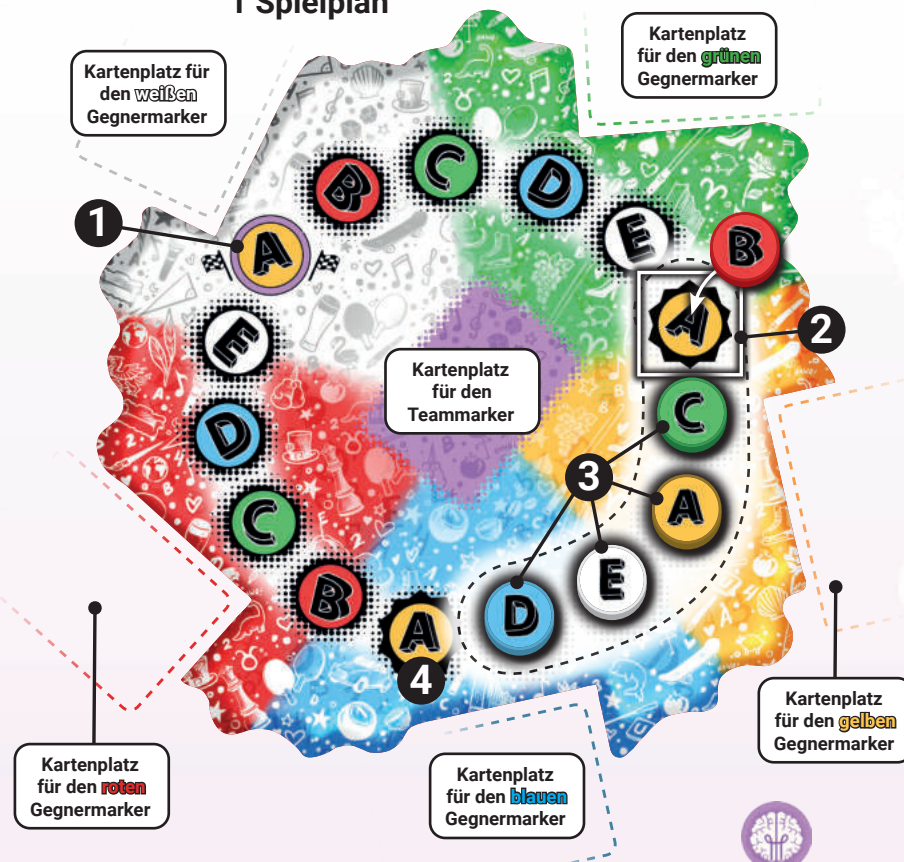 1 Spielplan
Kartenplatz
für den grünen
Gegnermarker
Kartenplatz für
den weißen
Gegnermarker
C
B
D
1
E
B
A
A
2
E
Kartenplatz
für den
Teammarker
C
D
3
A
C
E
B
D
A
4
Kartenplatz
für den gelben
Gegnermarker
Kartenplatz
für den roten
Gegnermarker
Kartenplatz
für den blauen
Gegnermarker